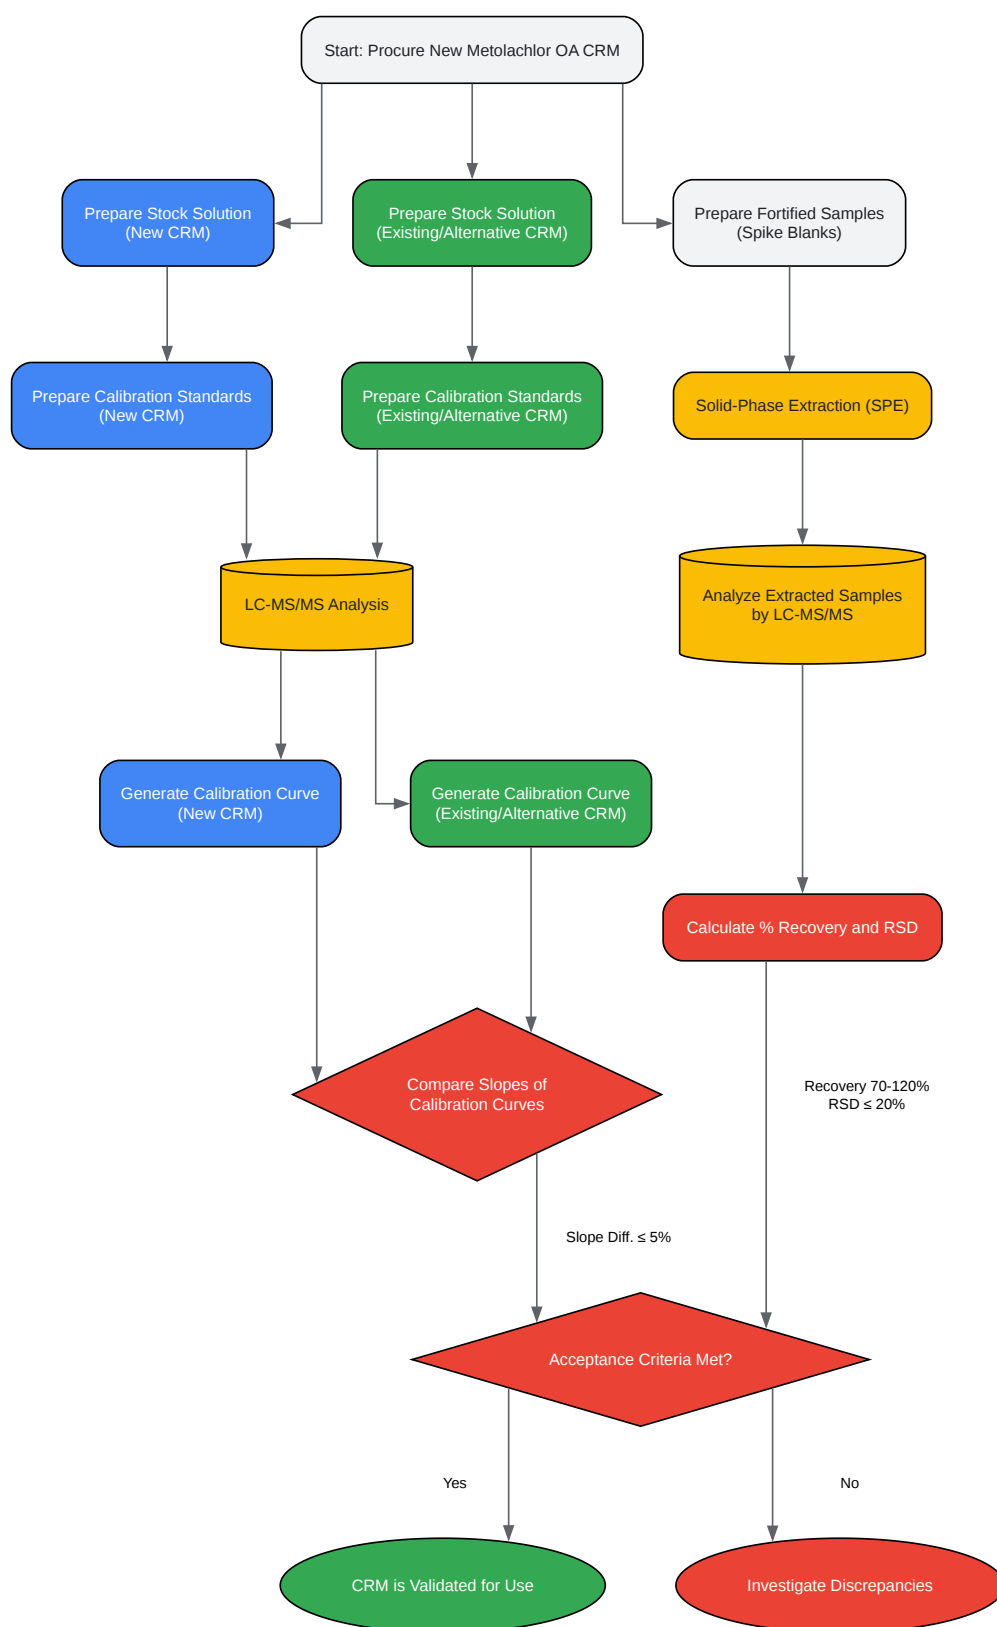 Start: Procure New Metolachlor OA CRM
Prepare Stock Solution
(New CRM)
Prepare Stock Solution
(Existing/Alternative CRM)
Prepare Fortified Samples
(Spike Blanks)
Prepare Calibration Standards
(New CRM)
Prepare Calibration Standards
(Existing/Alternative CRM)
Solid-Phase Extraction (SPE)
LC-MS/MS Analysis
Analyze Extracted Samples
by LC-MS/MS
Generate Calibration Curve
(New CRM)
Generate Calibration Curve
(Existing/Alternative CRM)
Calculate % Recovery and RSD
Compare Slopes of
Calibration Curves
Recovery 70-120%
RSD ≤ 20%
Slope Diff. ≤ 5%
Acceptance Criteria Met?
Yes
No
CRM is Validated for Use
Investigate Discrepancies